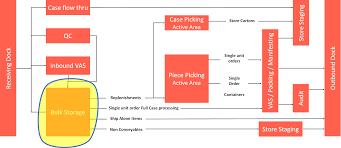 Receiving Dock
Case flow thru
QC
Inbound VAS
Bulk Storage
Case Picking
Active Area
Store Cartons
Piece Picking
Active Area
Single unit
orders
Single
Order
Containers
Replenishments
Single unit order Full Case processing
Ship Alone Items
Non Conveyables
Store Staging
VAS / Packing / Manifesting
Audit
Store Staging
Outbound Dock